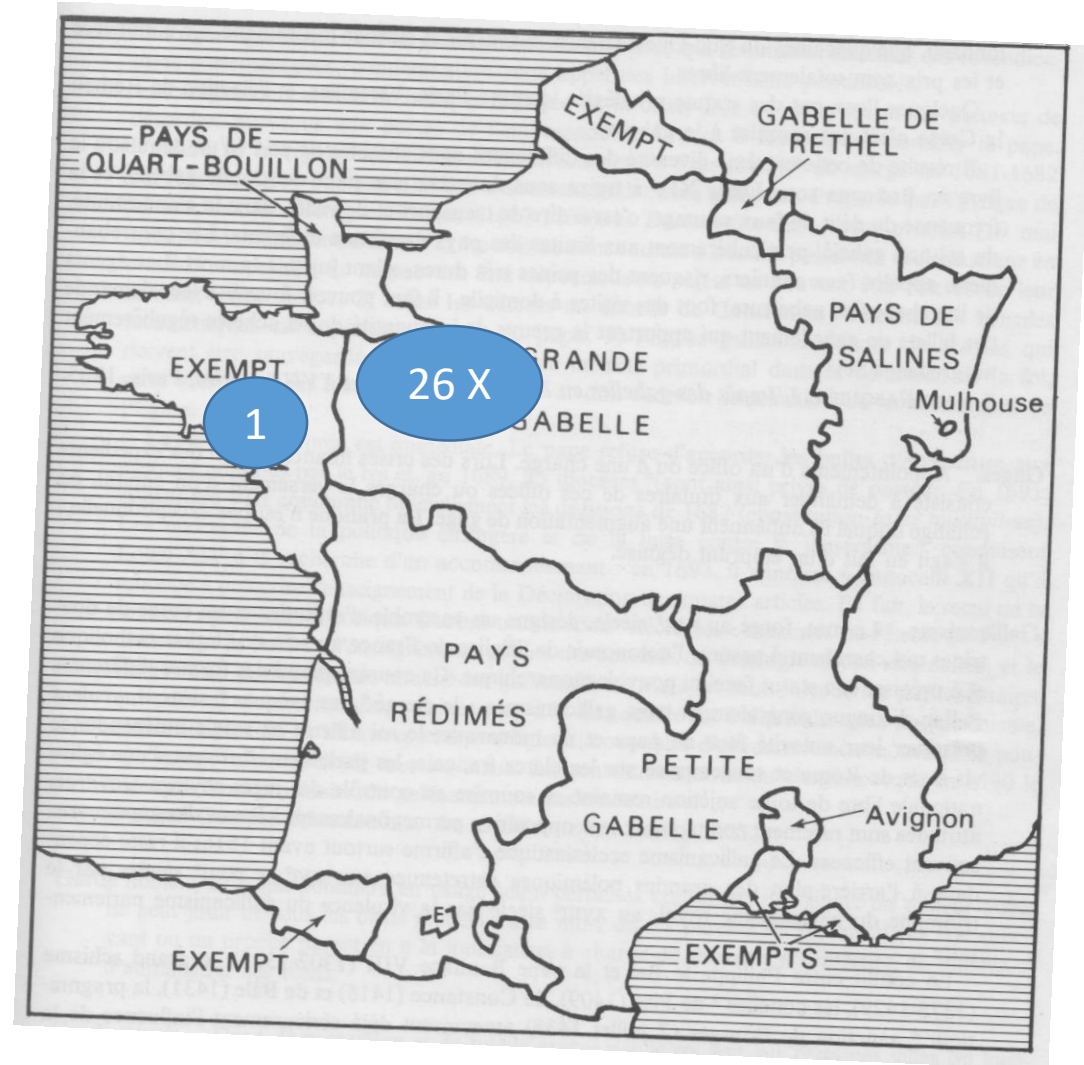 EXEMPT
GABELLE DE
RETHEL
PAYS DE
QUART-BOUILLON
PAYS DE
SALINES
EXEMPT
1
26 X
GRANDE
GABELLE
Mulhouse
PAYS
RÉDIMÉS
PETITE
GABELLE
Avignon
E
EXEMPT
EXEMPTS